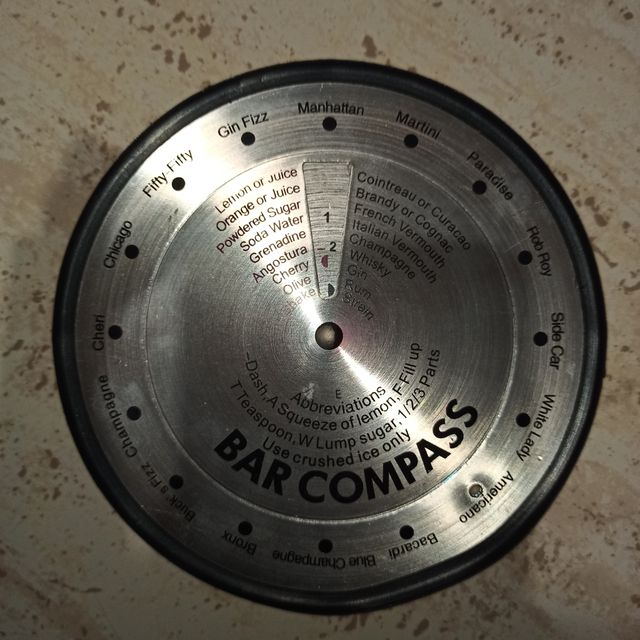 Manhattan
Martini
Paradise
Rob Roy
Side Car
White Lady
Americano
Bacardi
Blue Champagne
Bronx
Buck's Fizz
Champagne
Cheri
Chicago
Fifty-Fifty
Gin Fizz
Lemon or Juice
Orange or Juice
Powdered Sugar
Soda Water
Grenadine
Angostura
Cherry
Olive
1
2
Cointreau or Curacao
Brandy or Cognac
French Vermouth
Italian Vermouth
Champagne
Whisky
Gin
Rum
Strein
E
Abbreviations
-Dash, A Squeeze of lemon, F Fill up
T Teaspoon, W Lump sugar, 1/2/3 Parts
Use crushed ice only
BAR COMPASS